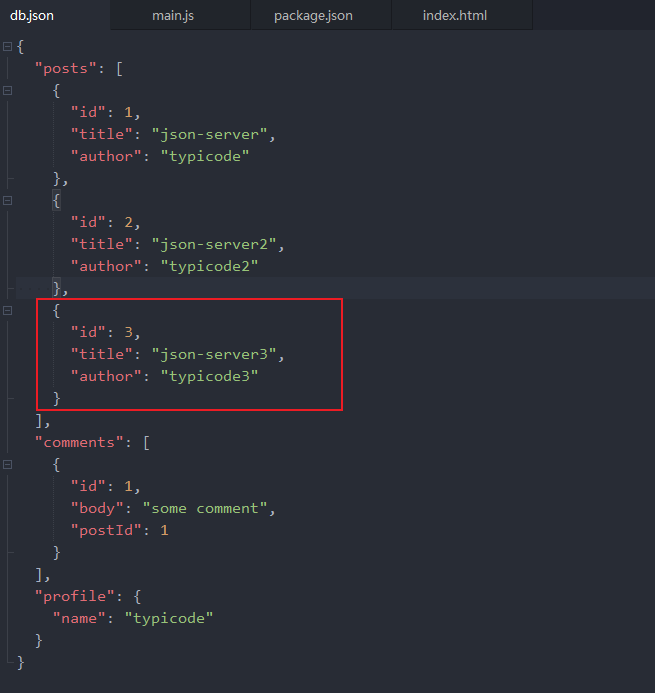 db.json main.js package.json index.html
{
  "posts": [
    {
      "id": 1,
      "title": "json-server",
      "author": "typicode"
    },
    {
      "id": 2,
      "title": "json-server2",
      "author": "typicode2"
    },
    {
      "id": 3,
      "title": "json-server3",
      "author": "typicode3"
    }
  ],
  "comments": [
    {
      "id": 1,
      "body": "some comment",
      "postId": 1
    }
  ],
  "profile": {
    "name": "typicode"
  }
}